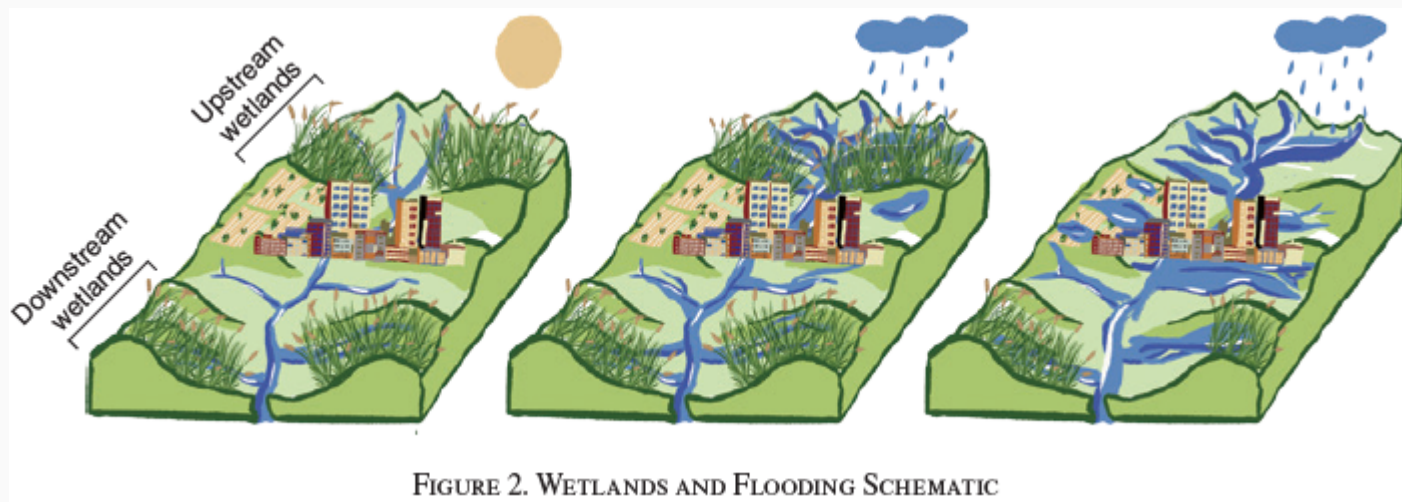 Upstream
wetlands
Downstream
wetlands
FIGURE 2. WETLANDS AND FLOODING SCHEMATIC